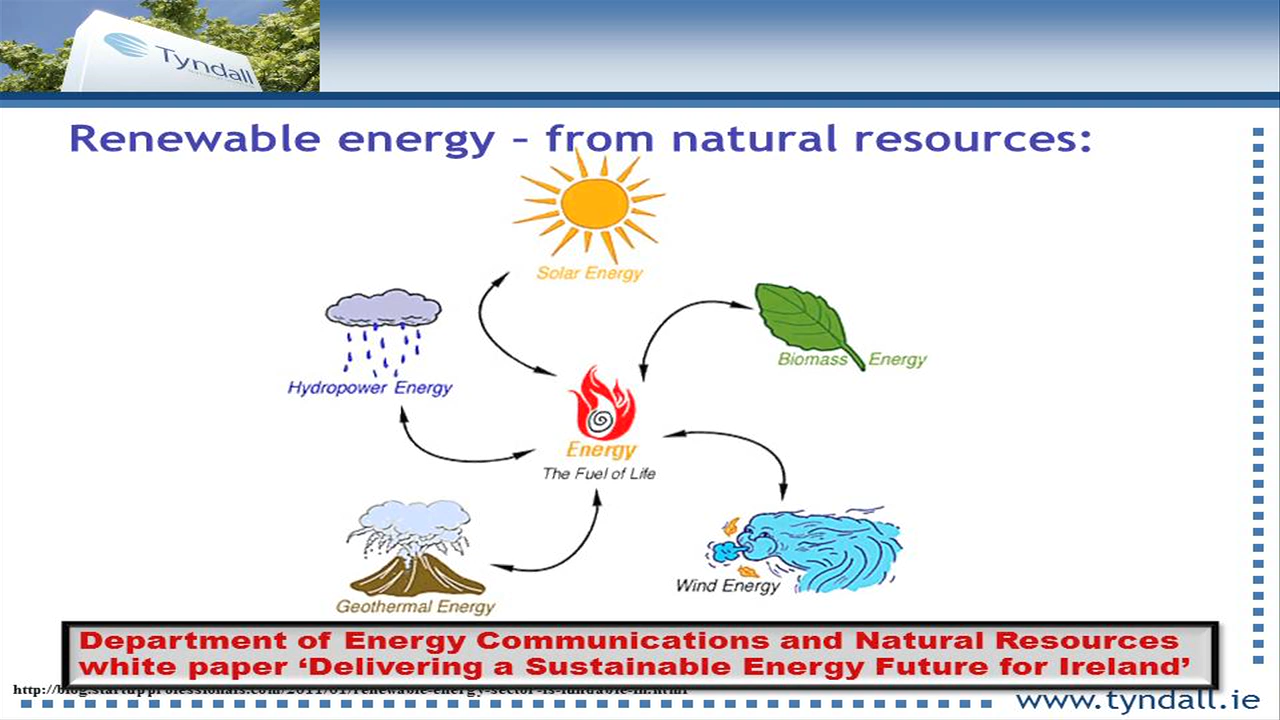 Tyndall
Renewable energy – from natural resources:
Solar Energy
Biomass Energy
Hydropower Energy
Energy
The Fuel of Life
Wind Energy
Geothermal Energy
Department of Energy Communications and Natural Resources
white paper ‘Delivering a Sustainable Energy Future for Ireland’
www.tyndall.ie